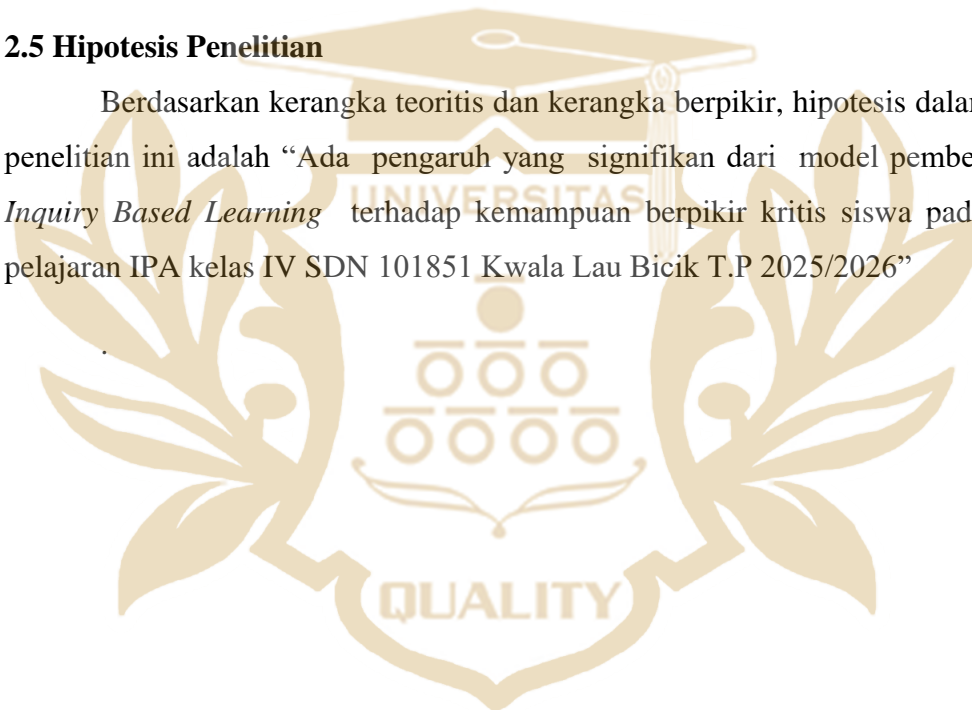 2.5 Hipotesis Penelitian
Berdasarkan kerangka teoritis dan kerangka berpikir, hipotesis dalam
penelitian ini adalah “Ada pengaruh yang signifikan dari model pembe
Inquiry Based Learning terhadap kemampuan berpikir kritis siswa pad
pelajaran IPA kelas IV SDN 101851 Kwala Lau Bicik T.P 2025/2026”
.
UNIVERSITAS
QUALITY